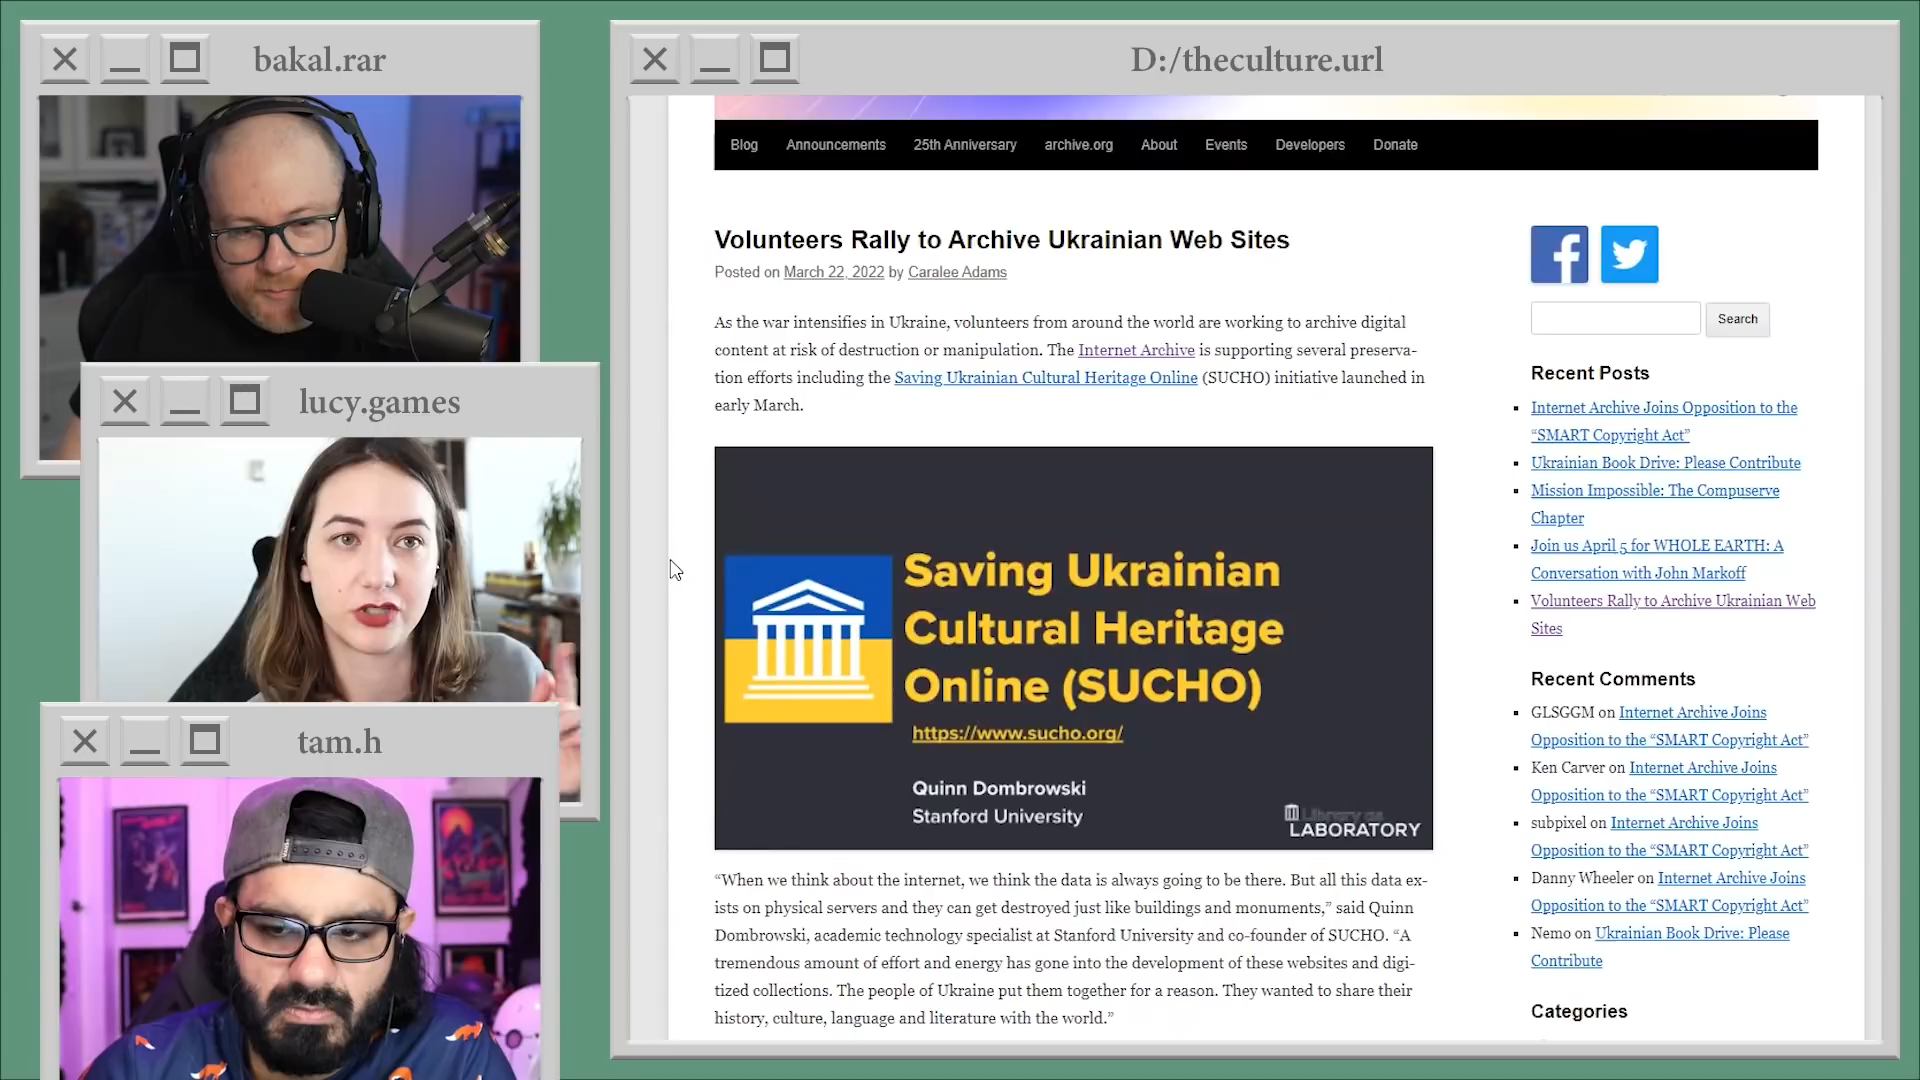 bakal.rar
lucy.games
tam.h
D:/theculture.url
Blog Announcements 25th Anniversary archive.org About Events Developers Donate
Volunteers Rally to Archive Ukrainian Web Sites
Posted on March 22, 2022 by Caralee Adams
As the war intensifies in Ukraine, volunteers from around the world are working to archive digital
content at risk of destruction or manipulation. The Internet Archive is supporting several preserva-
tion efforts including the Saving Ukrainian Cultural Heritage Online (SUCHO) initiative launched in
early March.
Saving Ukrainian
Cultural Heritage
Online (SUCHO)
https://www.sucho.org/
Quinn Dombrowski
Stanford University
Library as
LABORATORY
“When we think about the internet, we think the data is always going to be there. But all this data ex-
ists on physical servers and they can get destroyed just like buildings and monuments,” said Quinn
Dombrowski, academic technology specialist at Stanford University and co-founder of SUCHO. “A
tremendous amount of effort and energy has gone into the development of these websites and digi-
tized collections. The people of Ukraine put them together for a reason. They wanted to share their
history, culture, language and literature with the world.”
Search
Recent Posts
Internet Archive Joins Opposition to the
“SMART Copyright Act”
Ukrainian Book Drive: Please Contribute
Mission Impossible: The Compuserve
Chapter
Join us April 5 for WHOLE EARTH: A
Conversation with John Markoff
Volunteers Rally to Archive Ukrainian Web
Sites
Recent Comments
GLSGGM on Internet Archive Joins
Opposition to the “SMART Copyright Act”
Ken Carver on Internet Archive Joins
Opposition to the “SMART Copyright Act”
subpixel on Internet Archive Joins
Opposition to the “SMART Copyright Act”
Danny Wheeler on Internet Archive Joins
Opposition to the “SMART Copyright Act”
Nemo on Ukrainian Book Drive: Please
Contribute
Categories